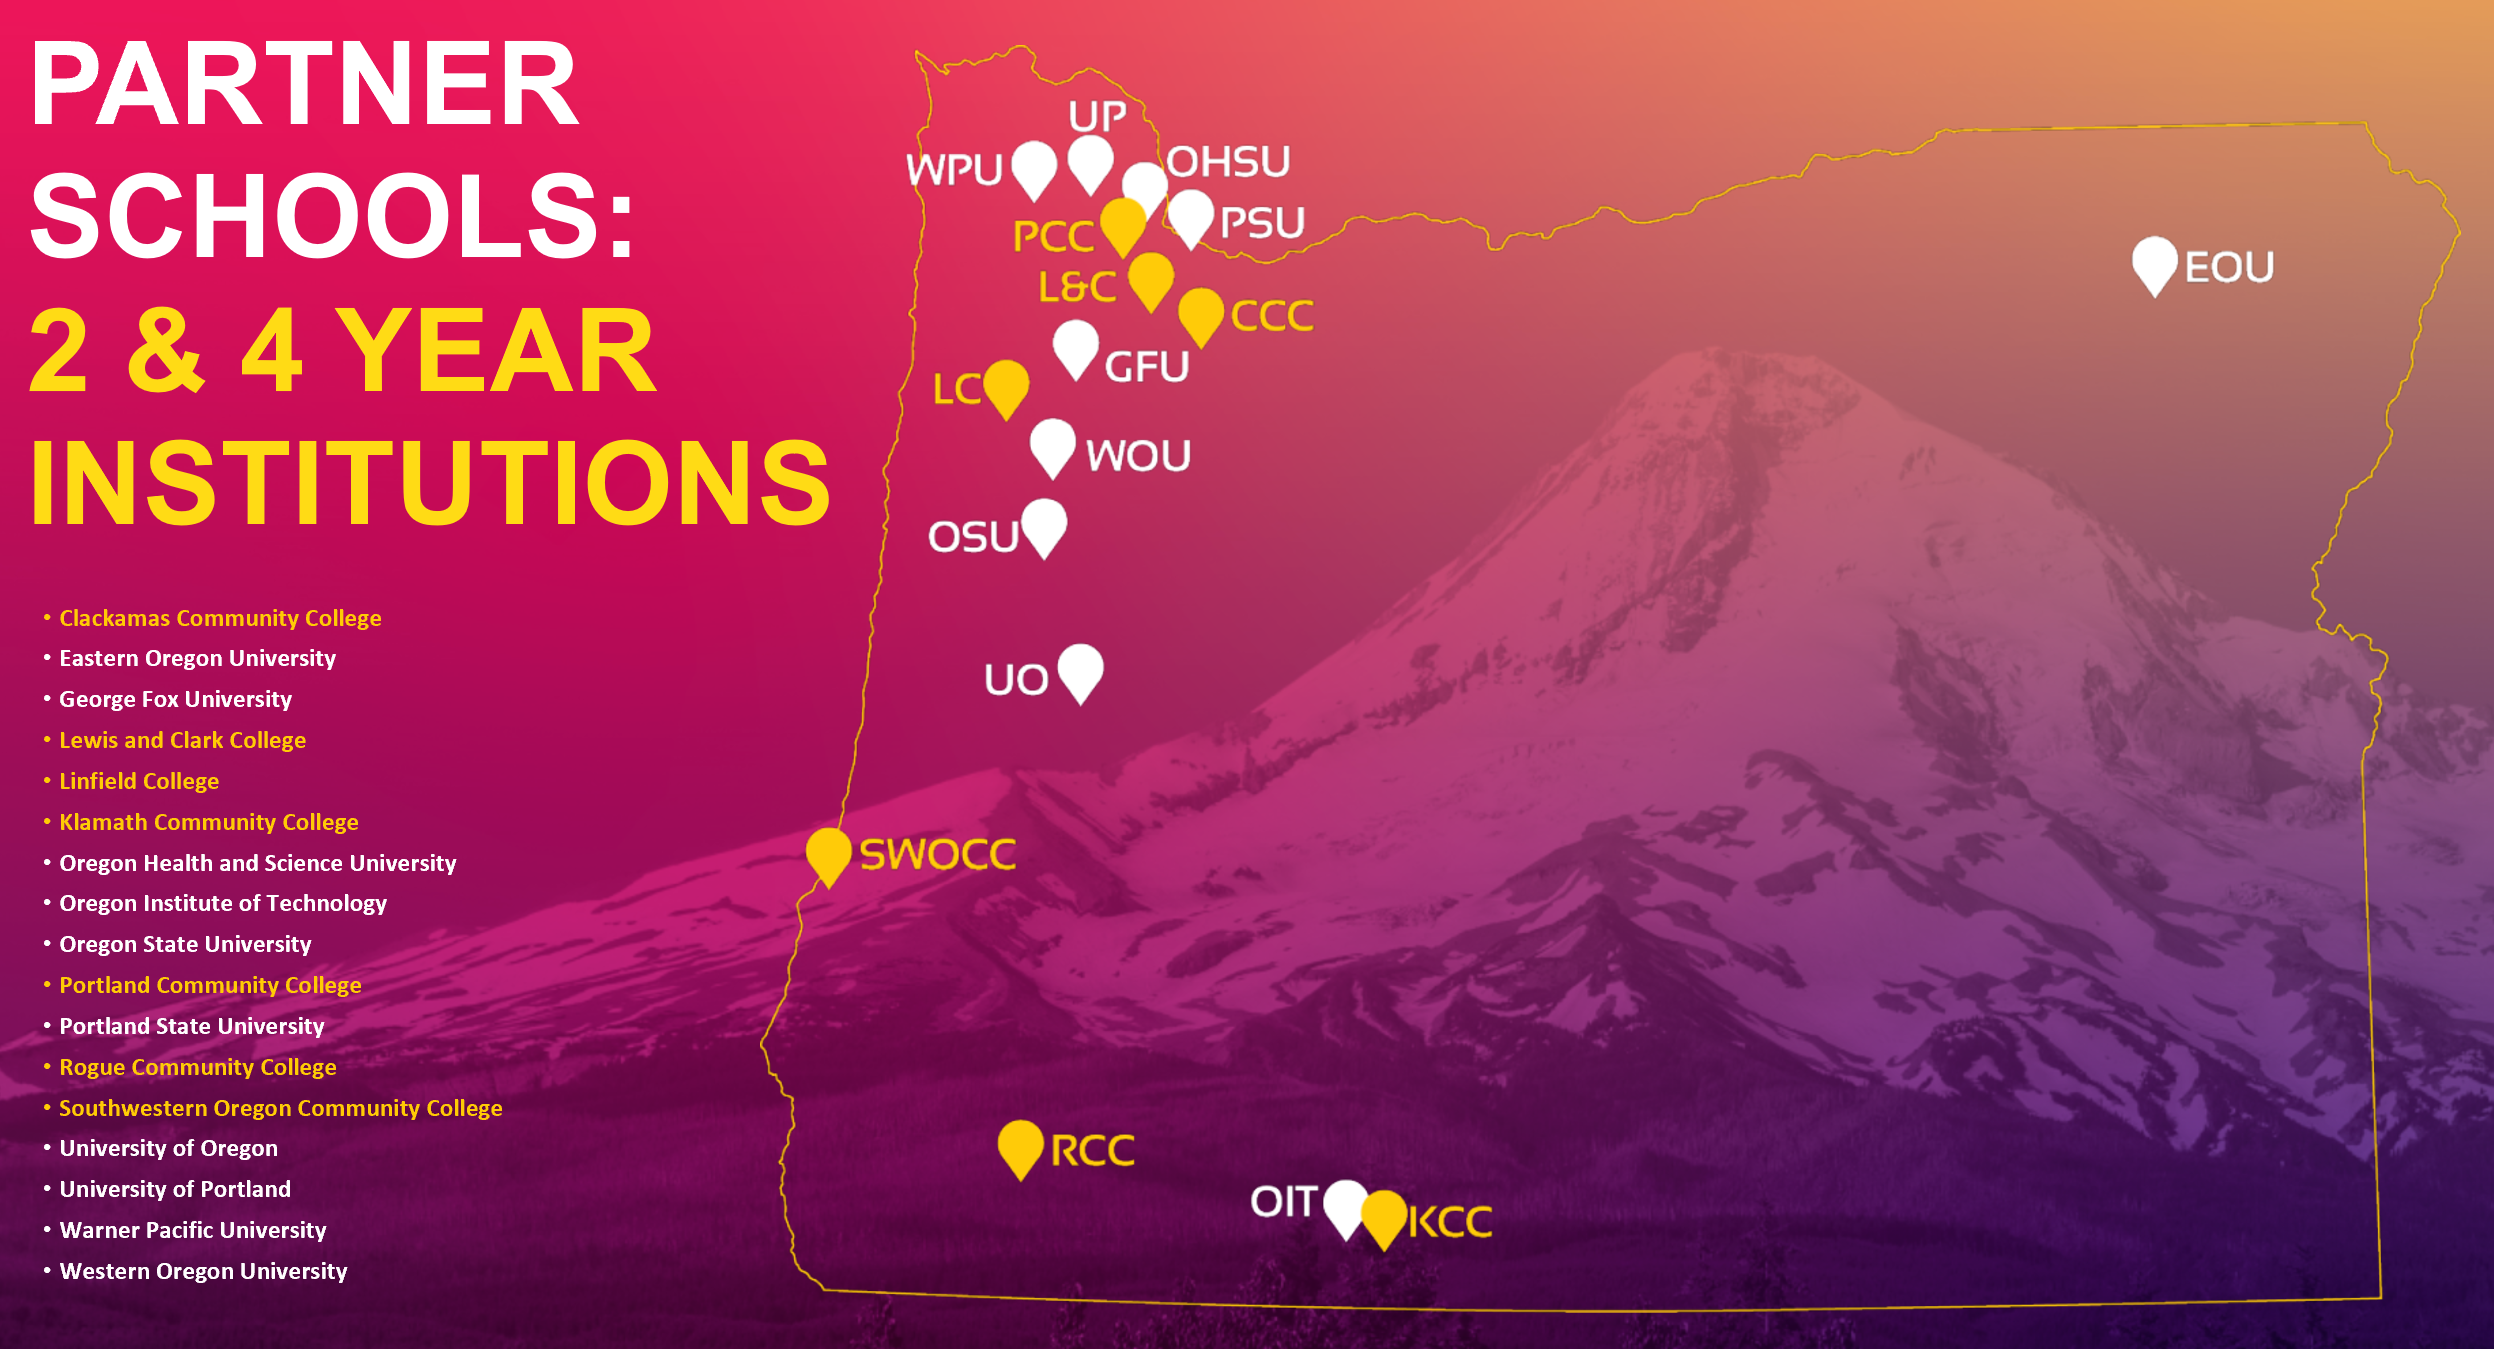 PARTNER
SCHOOLS:
2 & 4 YEAR
INSTITUTIONS
• Clackamas Community College
• Eastern Oregon University
• George Fox University
• Lewis and Clark College
• Linfield College
• Klamath Community College
• Oregon Health and Science University
• Oregon Institute of Technology
• Oregon State University
• Portland Community College
• Portland State University
• Rogue Community College
• Southwestern Oregon Community College
• University of Oregon
• University of Portland
• Warner Pacific University
• Western Oregon University
UP
WPU
OHSU
PCC
PSU
L&C
CCC
EOU
GFU
LC
WOU
OSU
UO
SWOCC
RCC
OIT
KCC